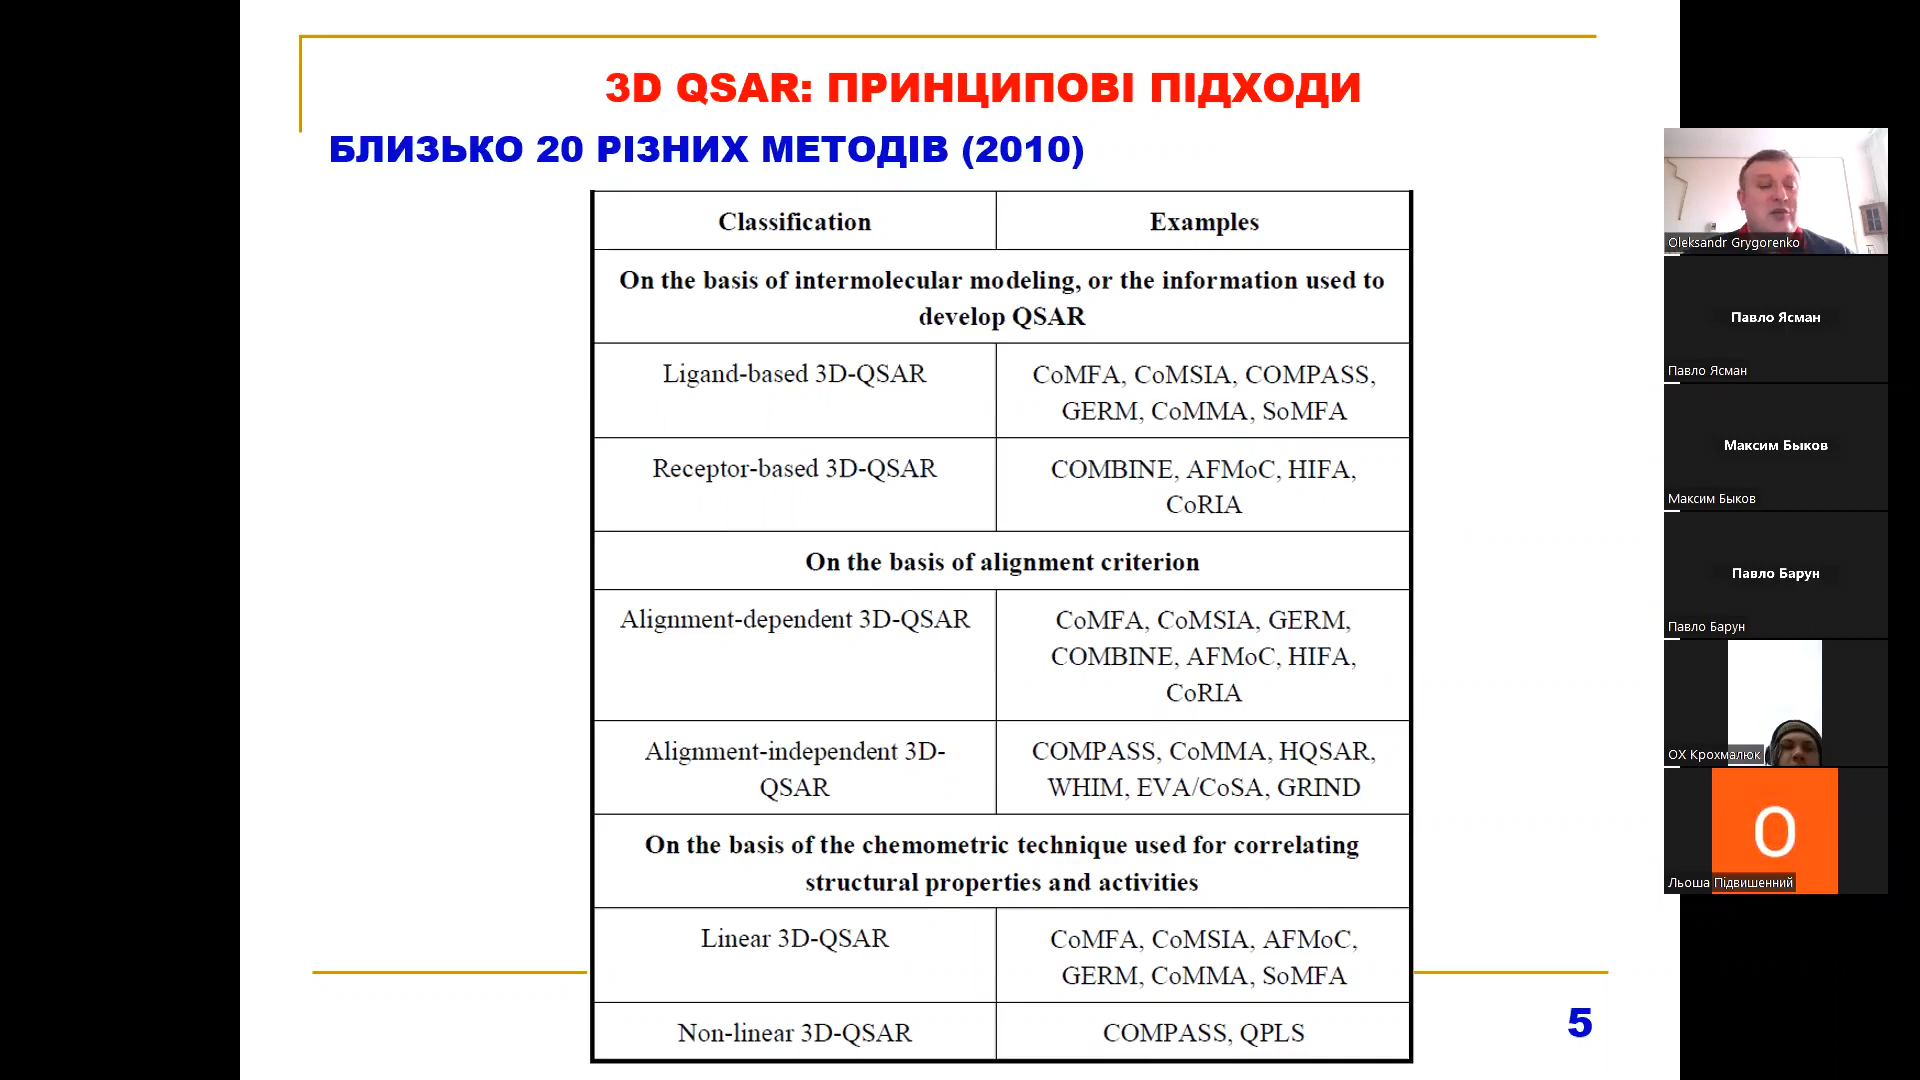 3D QSAR: ПРИНЦИПОВІ ПІДХОДИ
БЛИЗЬКО 20 РІЗНИХ МЕТОДІВ (2010)
Classification
Examples
On the basis of intermolecular modeling, or the information used to
develop QSAR
Ligand-based 3D-QSAR
CoMFA, CoMSIA, COMPASS,
GERM, CoMMA, SoMFA
Receptor-based 3D-QSAR
COMBINE, AFMoC, HIFA,
CoRIA
On the basis of alignment criterion
Alignment-dependent 3D-QSAR
CoMFA, CoMSIA, GERM,
COMBINE, AFMoC, HIFA,
CoRIA
Alignment-independent 3D-
QSAR
COMPASS, CoMMA, HQSAR,
WHIM, EVA/CoSA, GRIND
On the basis of the chemometric technique used for correlating
structural properties and activities
Linear 3D-QSAR
CoMFA, CoMSIA, AFMoC,
GERM, CoMMA, SoMFA
Non-linear 3D-QSAR
COMPASS, QPLS
5
Oleksandr Grygorenko
Павло Ясман
Павло Ясман
Максим Быков
Максим Быков
Павло Барун
Павло Барун
ОХ Крохмалюк
O
Льоша Підвишенний